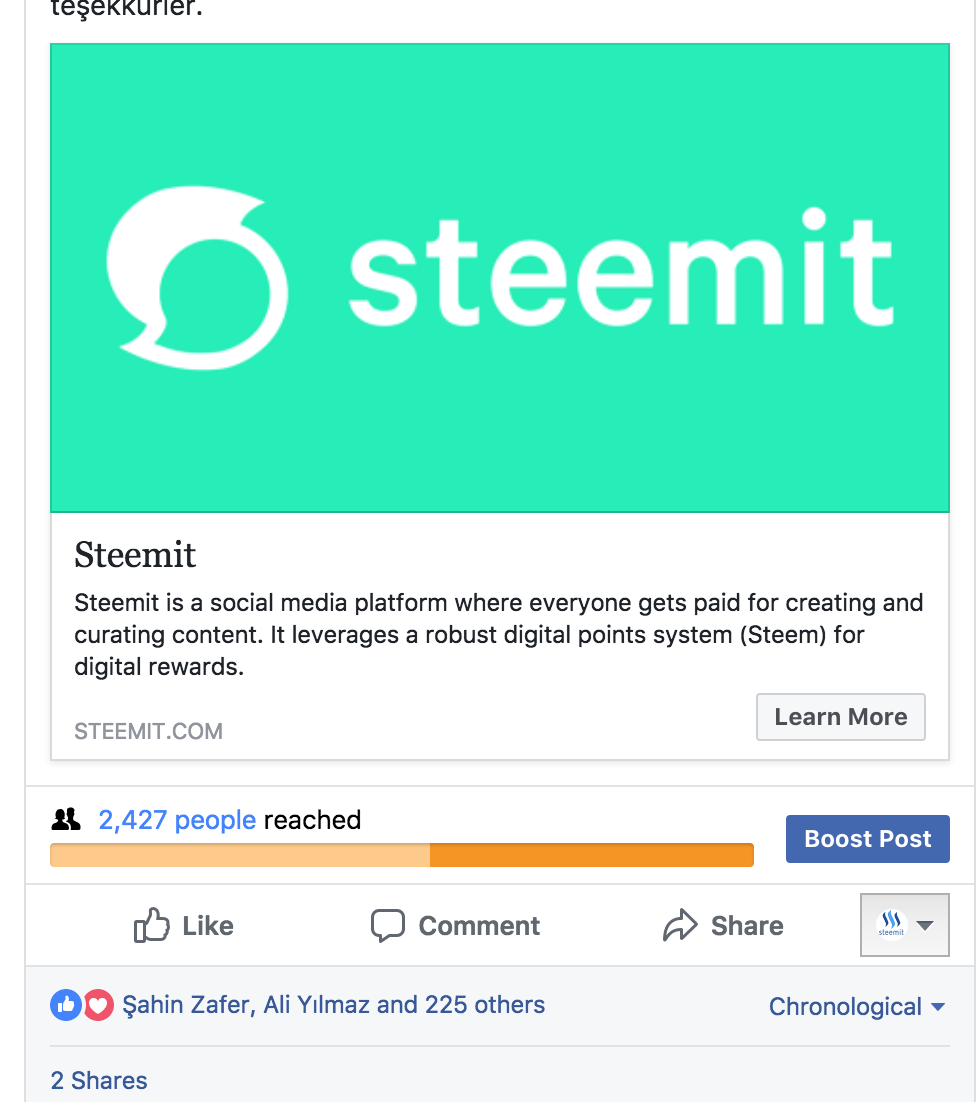 teşekkürler.
steemit
Steemit
Steemit is a social media platform where everyone gets paid for creating and
curating content. It leverages a robust digital points system (Steem) for
digital rewards.
STEEMIT.COM
Learn More
2,427 people reached
Boost Post
Like
Comment
Share
steemit
Şahin Zafer, Ali Yılmaz and 225 others
Chronological
2 Shares